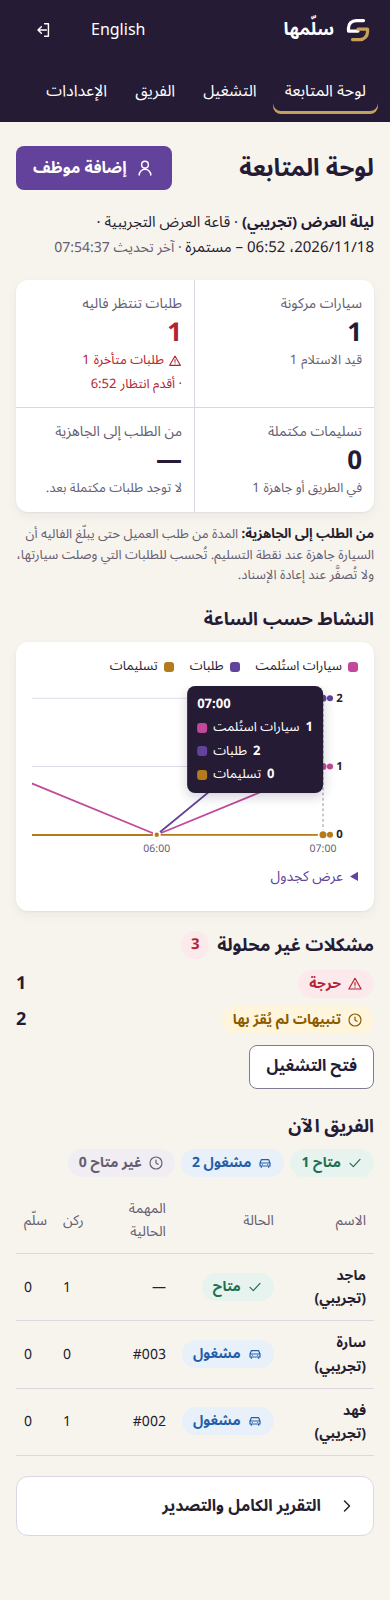 سلّمها
English
لوحة المتابعة
التشغيل
الفريق
الإعدادات
لوحة المتابعة
إضافة موظف
ليلة العرض (تجريبي) · قاعة العرض التجريبية ·
2026/11/18، 06:52 – مستمرة · آخر تحديث 07:54:37
سيارات مركونة
1
قيد الاستلام 1
طلبات تنتظر فاليه
1
طلبات متأخرة 1
· أقدم انتظار 6:52
تسليمات مكتملة
0
في الطريق أو جاهزة 1
من الطلب إلى الجاهزية
—
لا توجد طلبات مكتملة بعد.
من الطلب إلى الجاهزية: المدة من طلب العميل حتى يبلّغ الفاليه أن
السيارة جاهزة عند نقطة التسليم. تُحسب للطلبات التي وصلت سيارتها،
ولا تُصفَّر عند إعادة الإسناد.
النشاط حسب الساعة
سيارات استُلمت
طلبات
تسليمات
2
1
0
07:00
1 سيارات استُلمت
2 طلبات
0 تسليمات
07:00
06:00
عرض كجدول
مشكلات غير محلولة 3
حرجة 1
تنبيهات لم يُقرّ بها 2
فتح التشغيل
الفريق الآن
متاح 1
مشغول 2
غير متاح 0
الاسم الحالة المهمة الحالية ركن سلّم
ماجد (تجريبي) متاح — 1 0
سارة (تجريبي) مشغول #003 0 0
فهد (تجريبي) مشغول #002 1 0
التقرير الكامل والتصدير